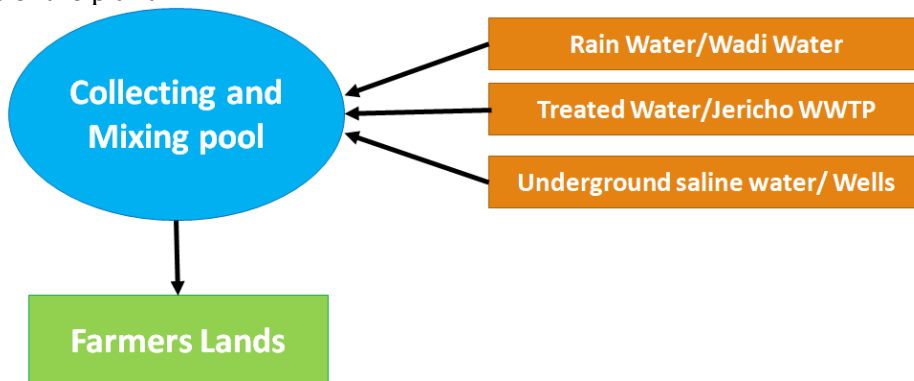 Collecting and
Mixing pool
Rain Water/Wadi Water
Treated Water/Jericho WWTP
Underground saline water/ Wells
Farmers Lands